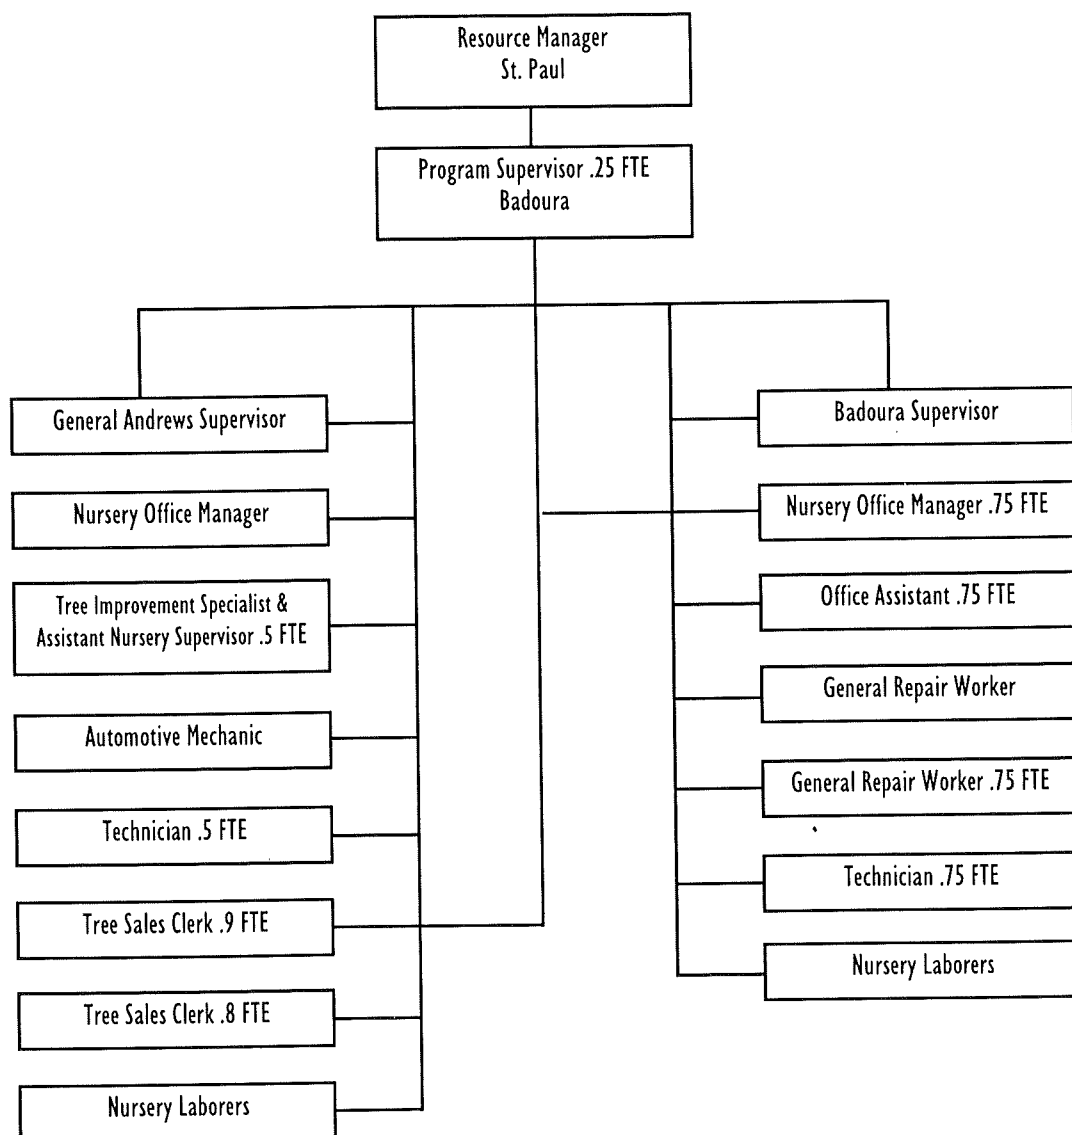 Resource Manager
St. Paul
Program Supervisor .25 FTE
Badoura
General Andrews Supervisor
Nursery Office Manager
Tree Improvement Specialist &
Assistant Nursery Supervisor .5 FTE
Automotive Mechanic
Technician .5 FTE
Tree Sales Clerk .9 FTE
Tree Sales Clerk .8 FTE
Nursery Laborers
Badoura Supervisor
Nursery Office Manager .75 FTE
Office Assistant .75 FTE
General Repair Worker
General Repair Worker .75 FTE
Technician .75 FTE
Nursery Laborers